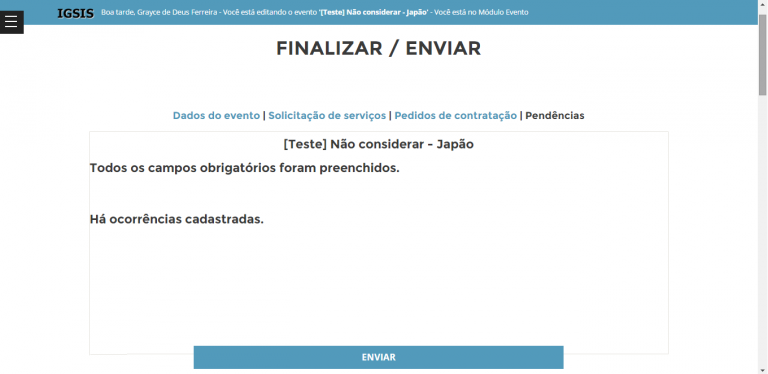 IGSIS Boa tarde, Grayce de Deus Ferreira - Você está editando o evento '[Teste] Não considerar - Japão' - Você está no Módulo Evento
FINALIZAR / ENVIAR
Dados do evento | Solicitação de serviços | Pedidos de contratação | Pendências
[Teste] Não considerar - Japão
Todos os campos obrigatórios foram preenchidos.
Há ocorrências cadastradas.
ENVIAR